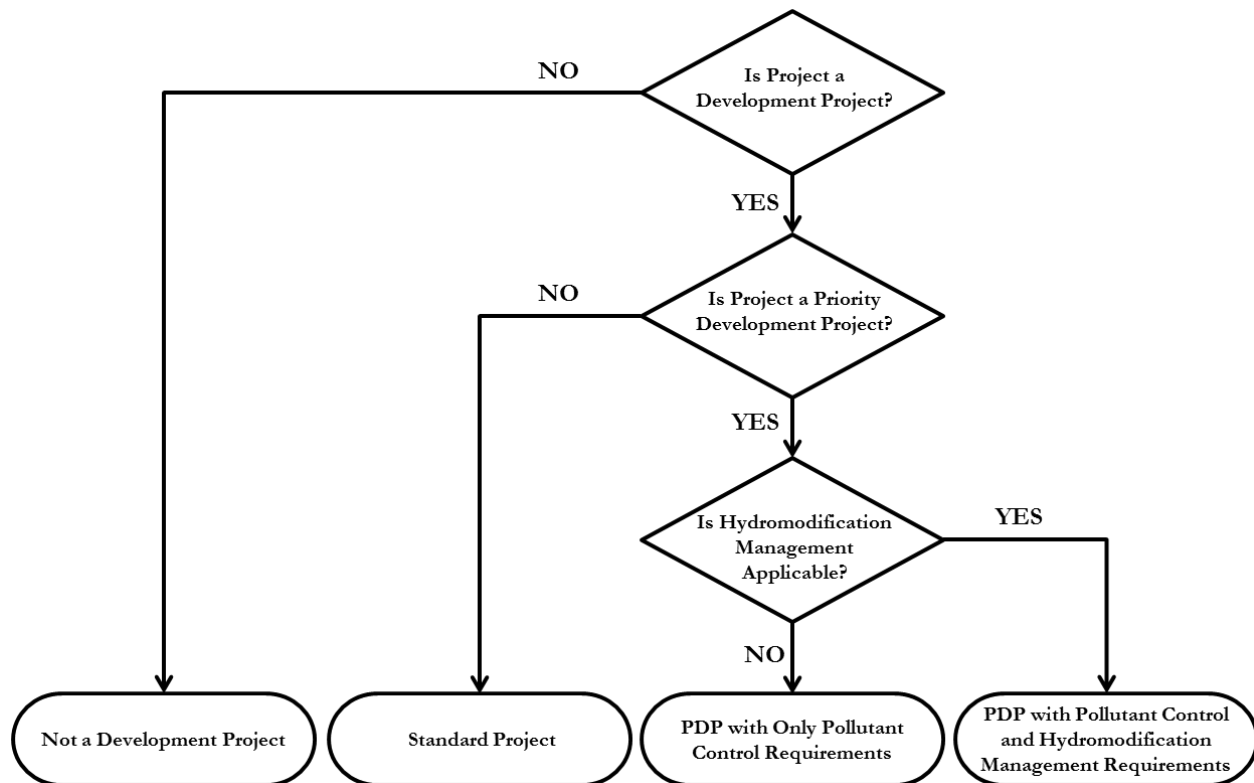 NO
Is Project a
Development Project?
YES
NO
Is Project a Priority
Development Project?
YES
Is Hydromodification
Management
Applicable?
YES
NO
Not a Development Project
Standard Project
PDP with Only Pollutant
Control Requirements
PDP with Pollutant Control
and Hydromodification
Management Requirements